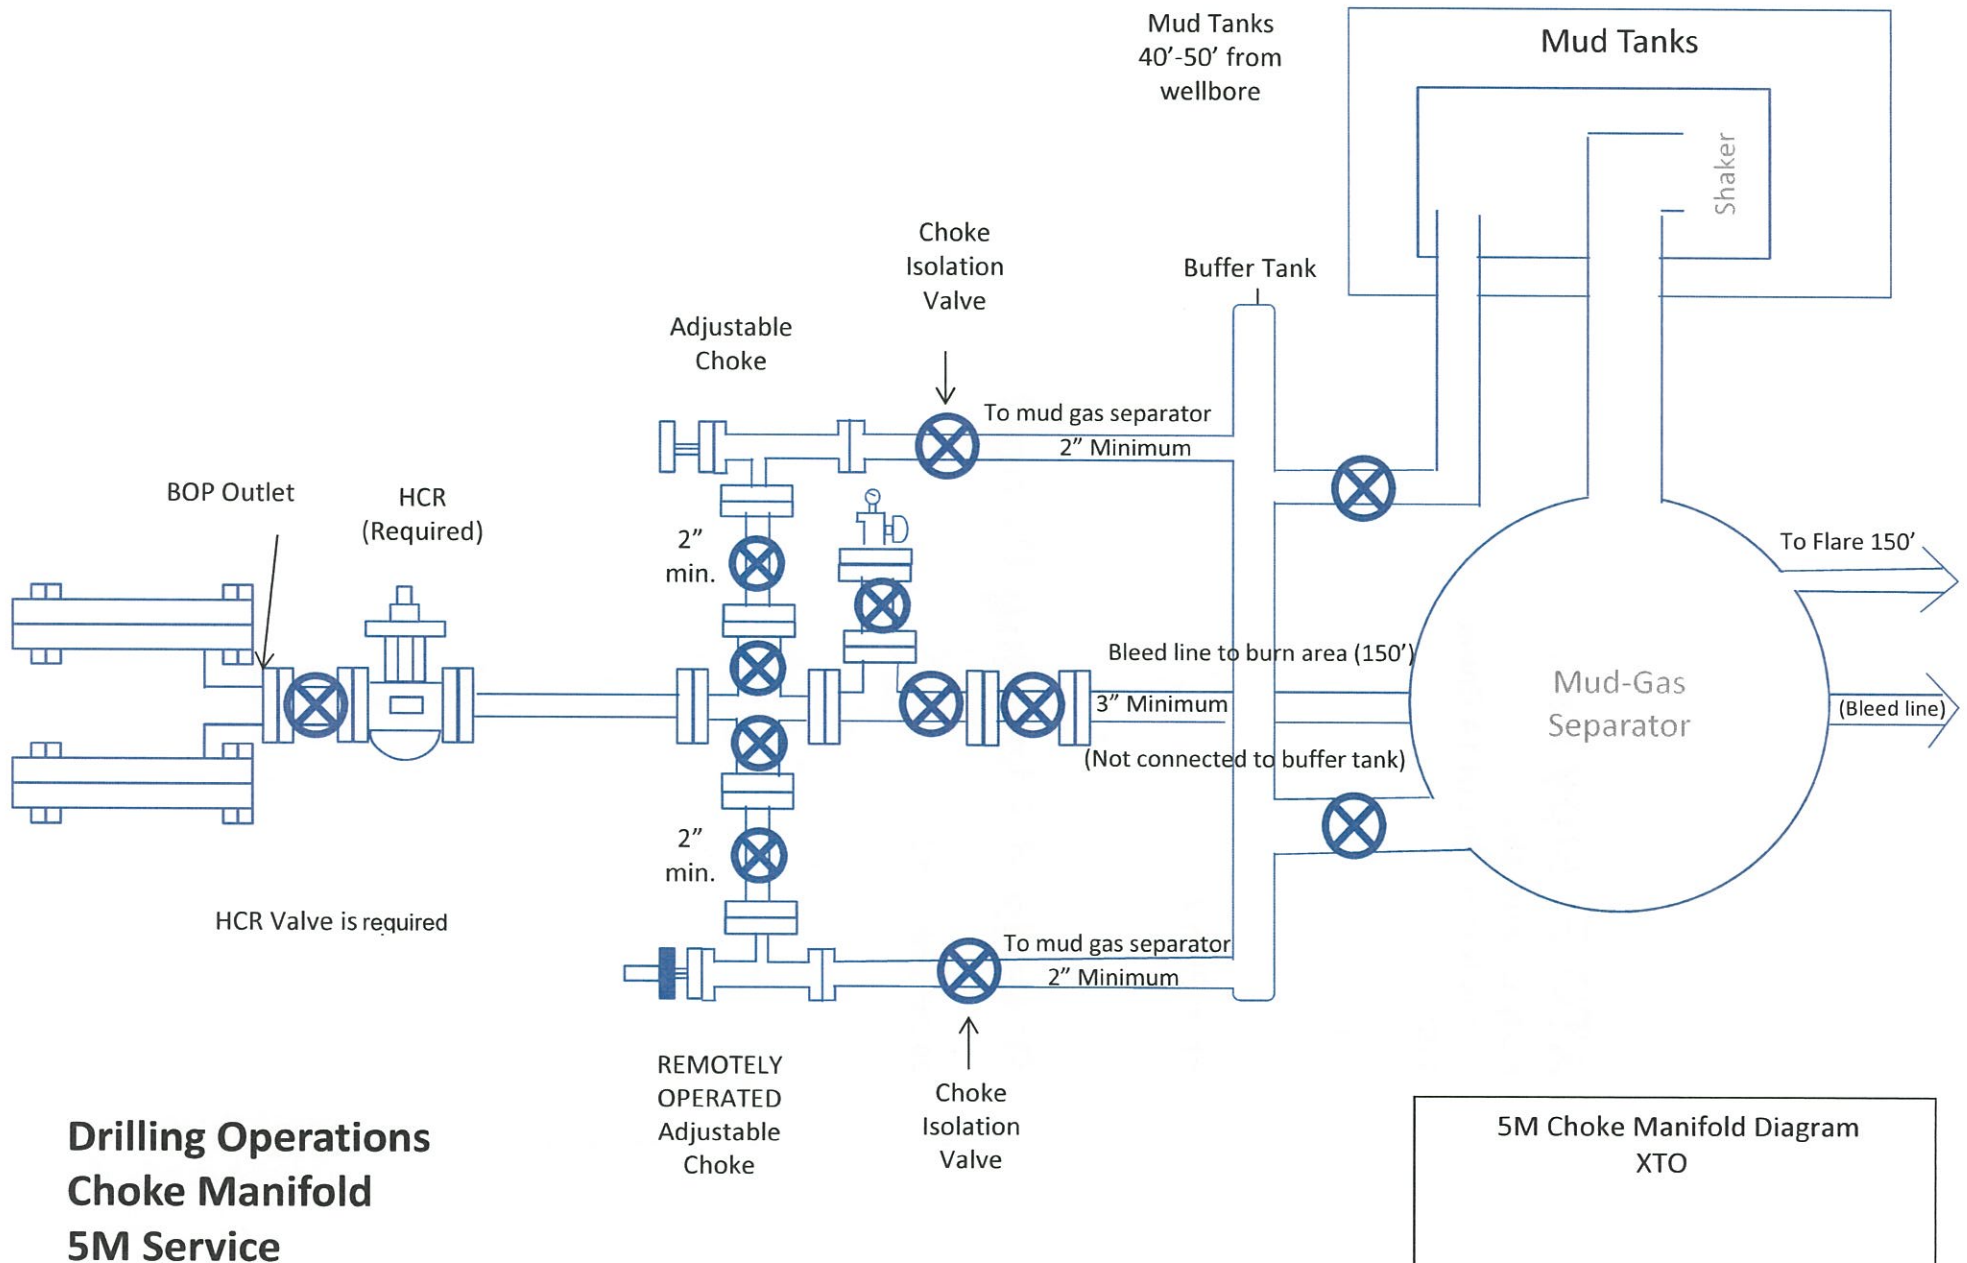 Mud Tanks
40’-50’ from
wellbore
Mud Tanks
Shaker
Choke
Isolation
Valve
Buffer Tank
Adjustable
Choke
To mud gas separator
2” Minimum
BOP Outlet
HCR
(Required)
2”
min.
To Flare 150’
Bleed line to burn area (150’)
3” Minimum
(Not connected to buffer tank)
Mud-Gas
Separator
(Bleed line)
2”
min.
HCR Valve is required
To mud gas separator
2” Minimum
REMOTELY
OPERATED
Adjustable
Choke
Choke
Isolation
Valve
Drilling Operations
Choke Manifold
5M Service
5M Choke Manifold Diagram
XTO